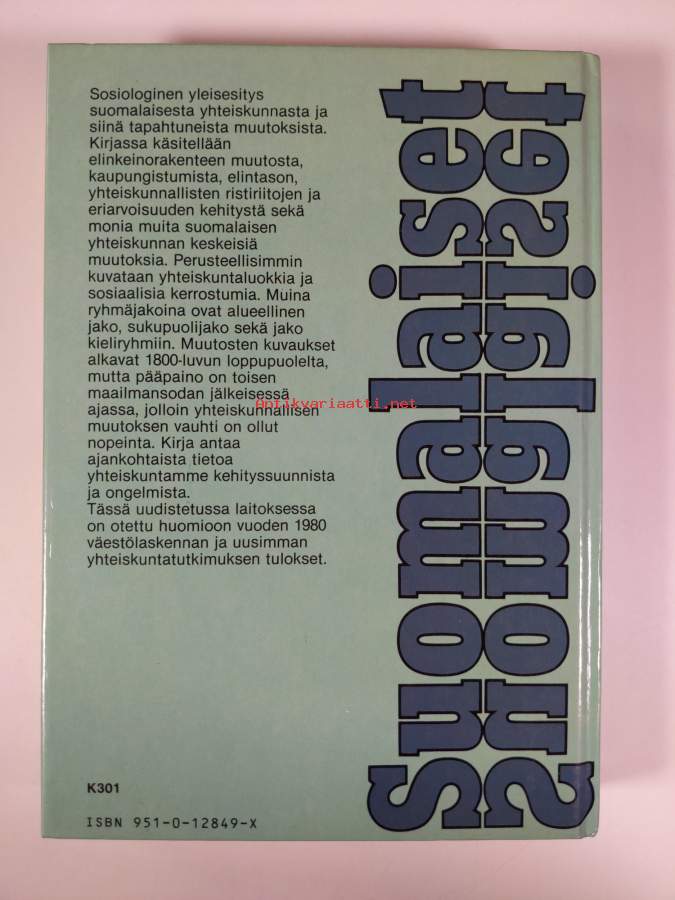 Sosiologinen yleisesitys
suomalaisesta yhteiskunnasta ja
siinä tapahtuneista muutoksista.
Kirjassa käsitellään
elinkeinorakenteen muutosta,
kaupungistumista, elintason,
yhteiskunnallisten ristiriitojen ja
eriarvoisuuden kehitystä sekä
monia muita suomalaisen
yhteiskunnan keskeisiä
muutoksia. Perusteellisimmin
kuvataan yhteiskuntaluokkia ja
sosiaalisia kerrostumia. Muina
ryhmäjakoina ovat alueellinen
jako, sukupuolijako sekä jako
kieliryhmiin. Muutosten kuvaukset
alkavat 1800-luvun loppupuolelta,
mutta pääpaino on toisen
maailmansodan jälkeisessä
ajassa, jolloin yhteiskunnallisen
muutoksen vauhti on ollut
nopeinta. Kirja antaa
ajankohtaista tietoa
yhteiskuntamme kehityssuunnista
ja ongelmista.
Tässä uudistetussa laitoksessa
on otettu huomioon vuoden 1980
väestölaskennan ja uusimman
yhteiskuntatutkimuksen tulokset.
K301
ISBN 951-0-12849-X
Suomalaiset
Suomalaiset
Antikvariaatti.net